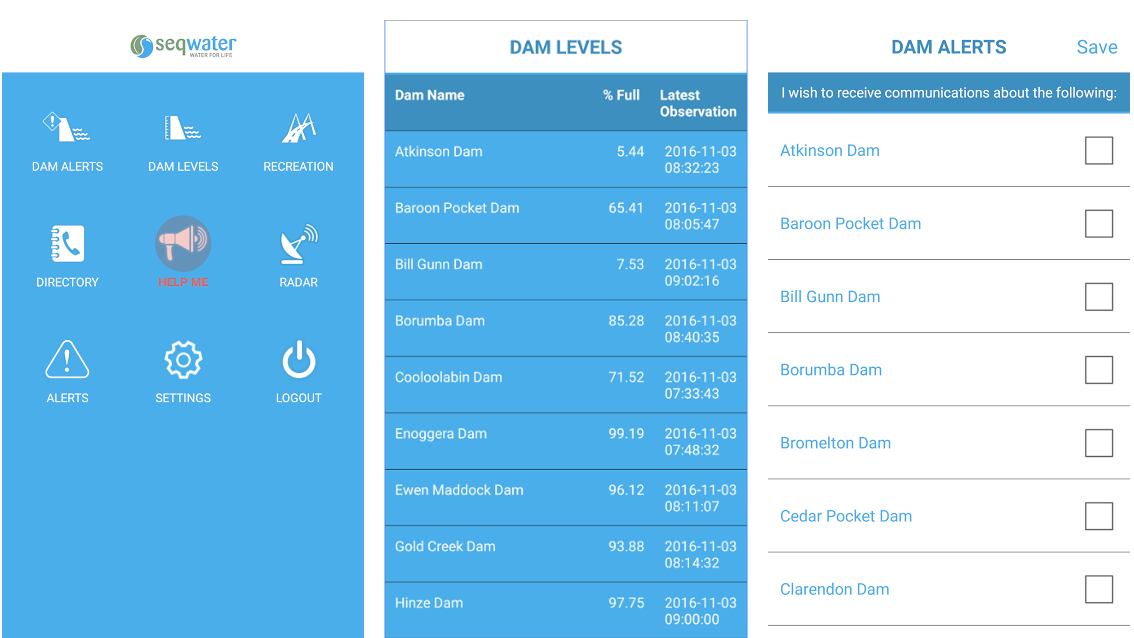 seqwater
WATER FOR LIFE
DAM ALERTS
DAM LEVELS
RECREATION
DIRECTORY
HELP ME
RADAR
ALERTS
SETTINGS
LOGOUT
DAM LEVELS
Dam Name % Full Latest
Observation
Atkinson Dam 5.44 2016-11-03
08:32:23
Baroon Pocket Dam 65.41 2016-11-03
08:05:47
Bill Gunn Dam 7.53 2016-11-03
09:02:16
Borumba Dam 85.28 2016-11-03
08:40:35
Cooloolabin Dam 71.52 2016-11-03
07:33:43
Enoggera Dam 99.19 2016-11-03
07:48:32
Ewen Maddock Dam 96.12 2016-11-03
08:11:07
Gold Creek Dam 93.88 2016-11-03
08:14:32
Hinze Dam 97.75 2016-11-03
09:00:00
DAM ALERTS Save
I wish to receive communications about the following:
Atkinson Dam
Baroon Pocket Dam
Bill Gunn Dam
Borumba Dam
Bromelton Dam
Cedar Pocket Dam
Clarendon Dam